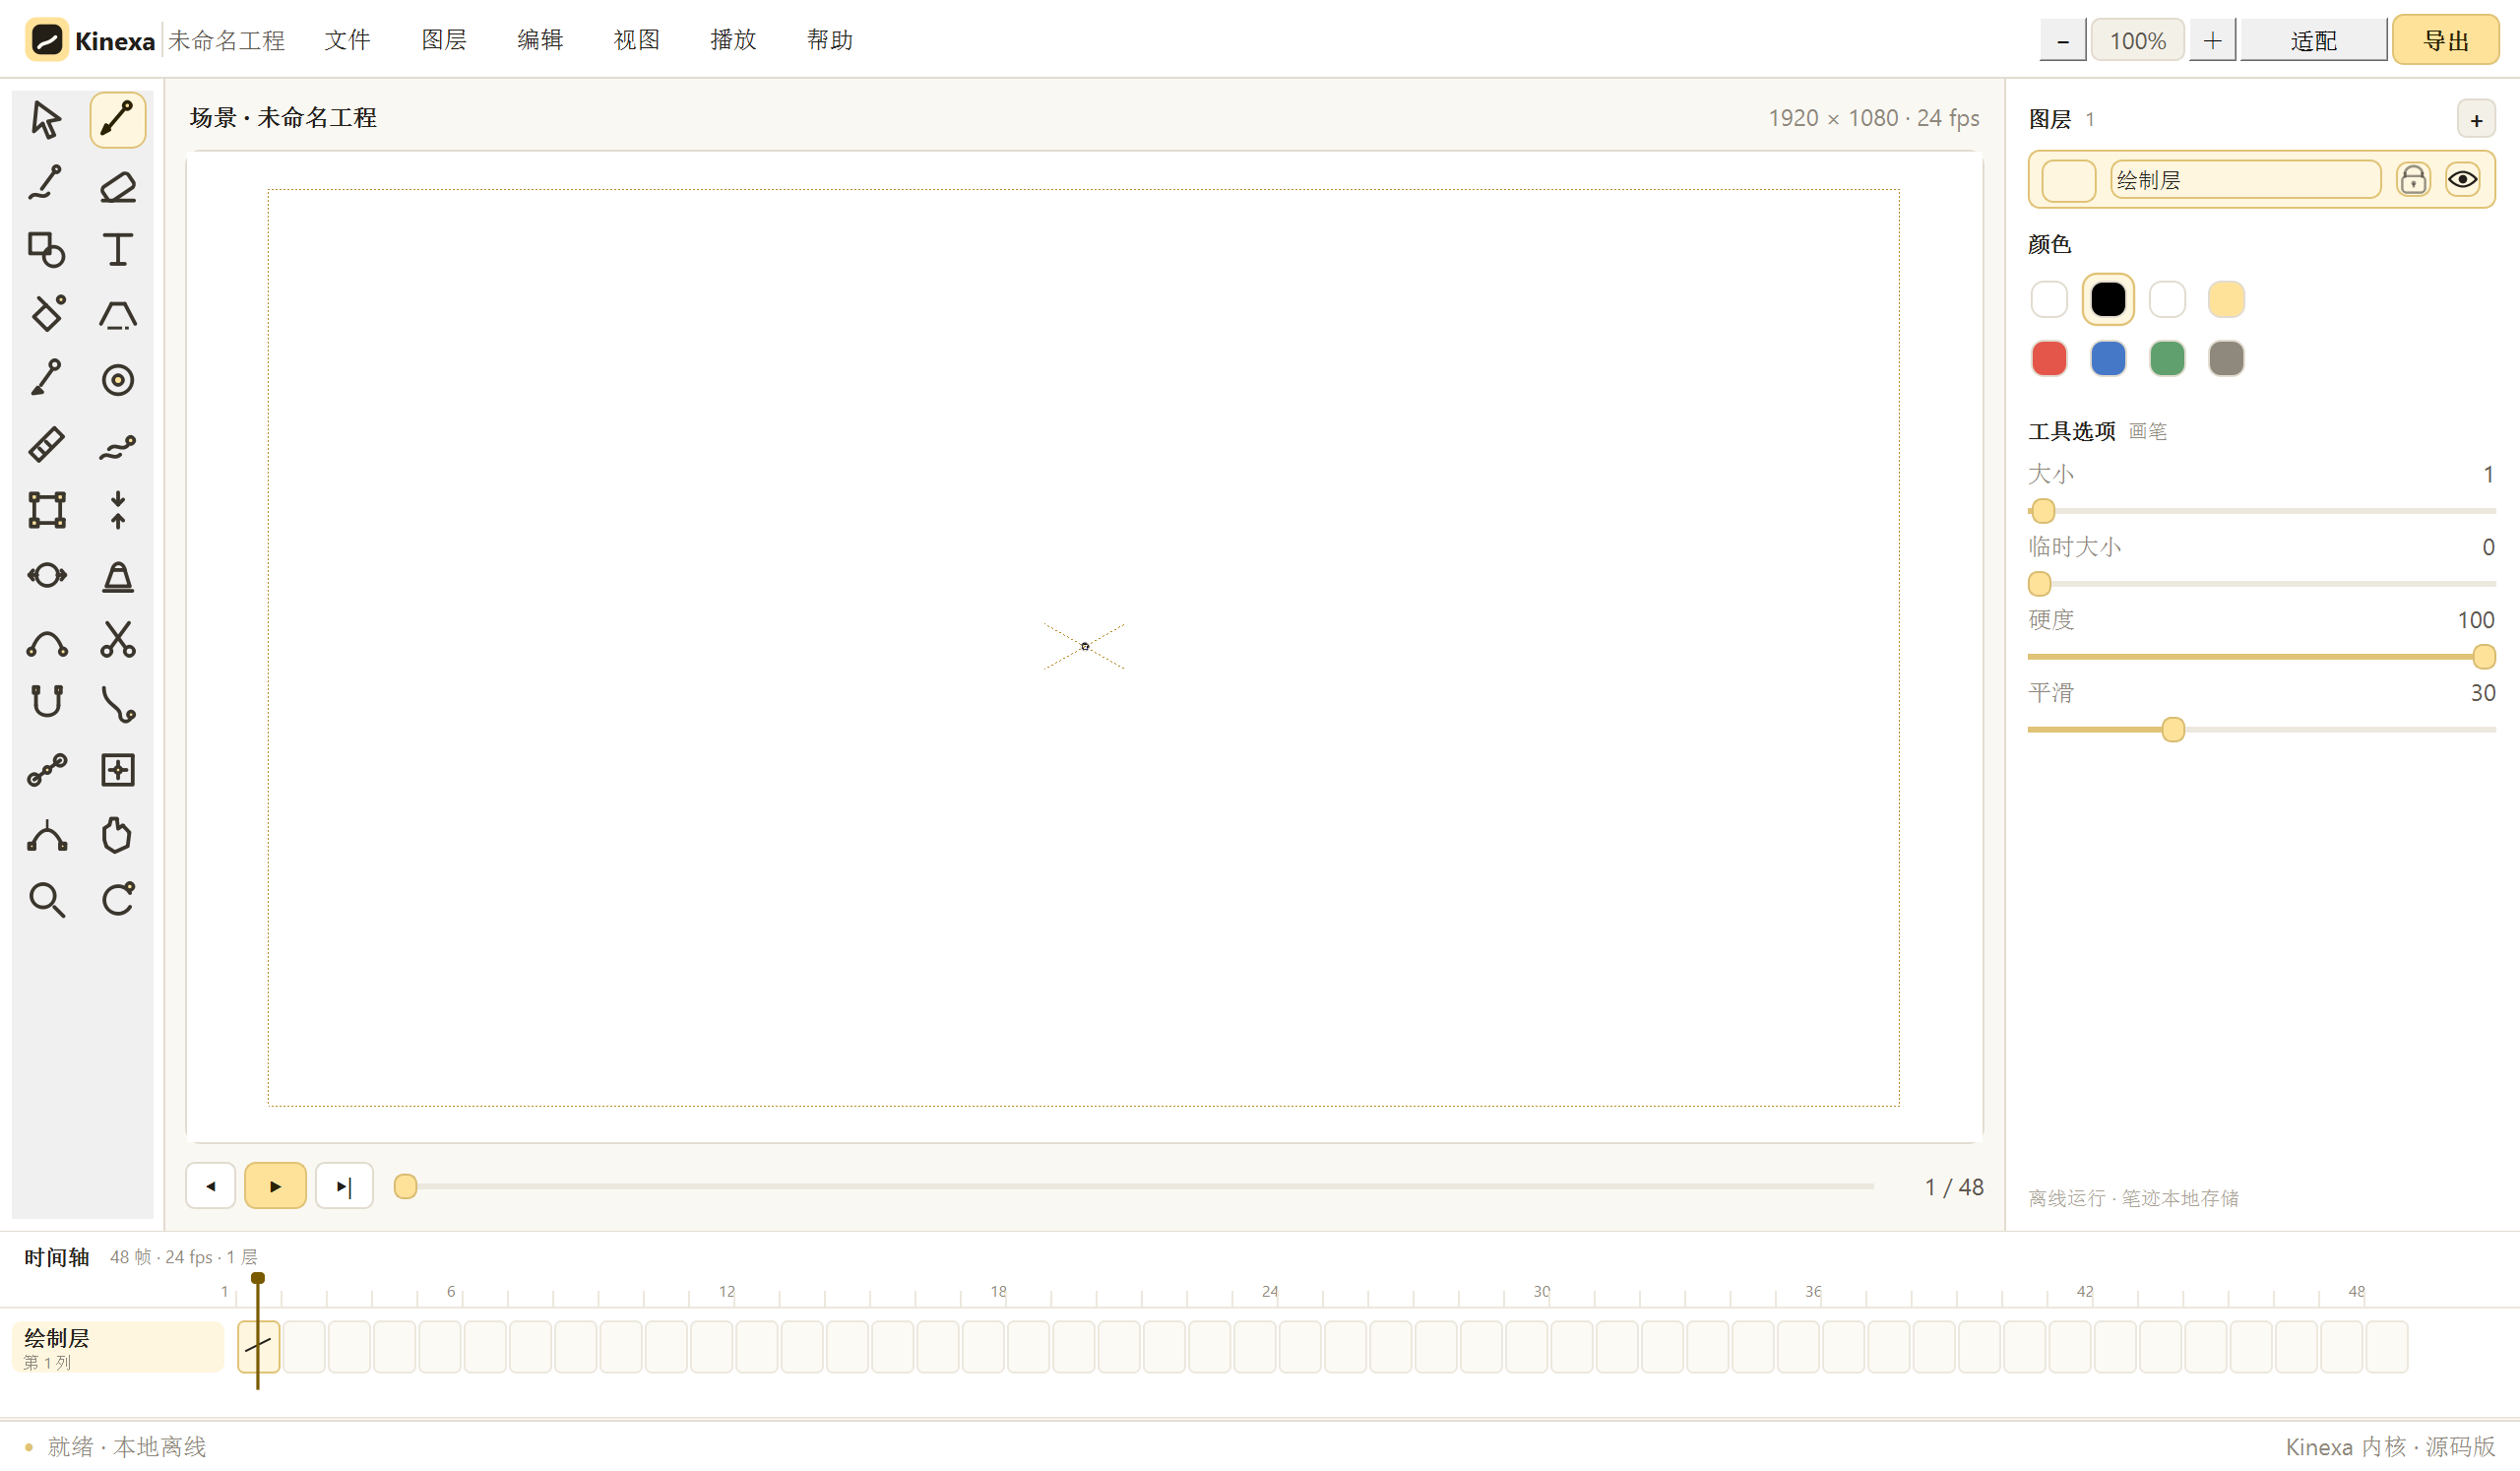 Kinexa 未命名工程 文件 图层 编辑 视图 播放 帮助 - 100% + 适配 导出
场景 · 未命名工程 1920 × 1080 · 24 fps
图层 1 +
绘制层
颜色
工具选项 画笔
大小 1
临时大小 0
硬度 100
平滑 30
1 / 48
离线运行 · 笔迹本地存储
时间轴 48 帧 · 24 fps · 1 层
1 6 12 18 24 30 36 42 48
绘制层
第 1 列
就绪 · 本地离线 Kinexa 内核 · 源码版